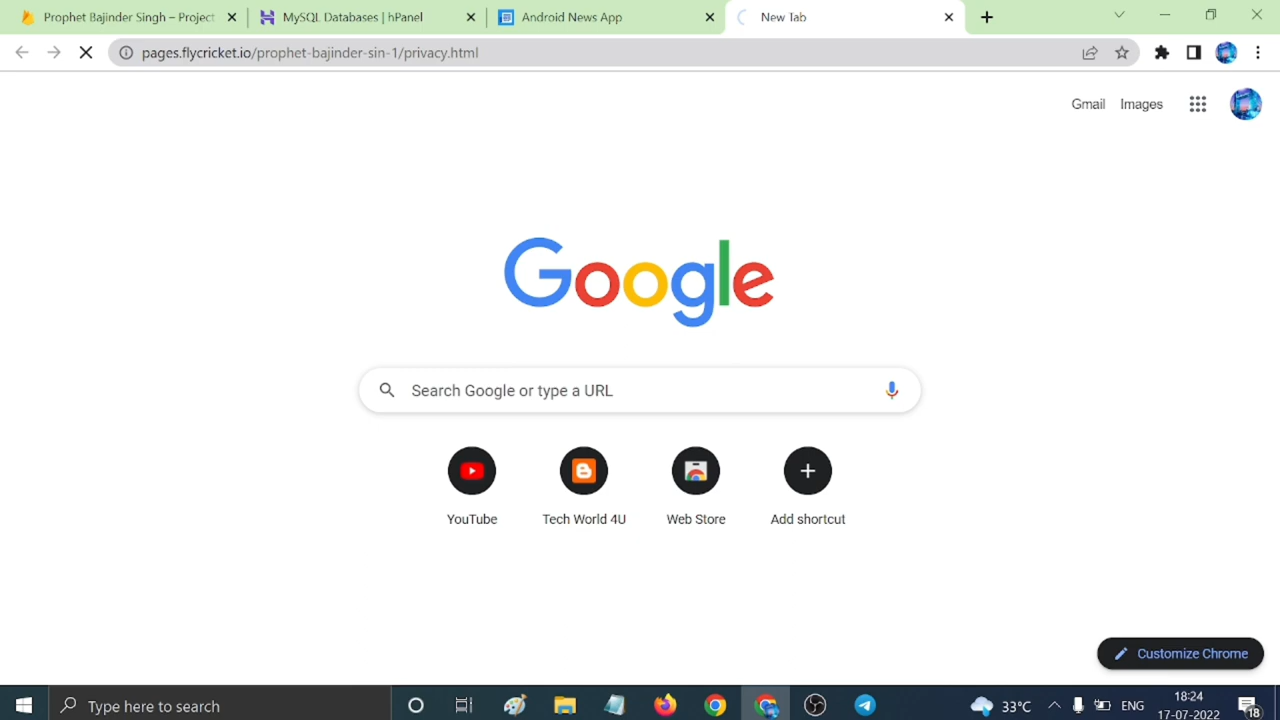 Prophet Bajinder Singh – Project
MySQL Databases | hPanel
Android News App
New Tab
pages.flycricket.io/prophet-bajinder-sin-1/privacy.html
Gmail Images
Google
Search Google or type a URL
YouTube
Tech World 4U
Web Store
Add shortcut
Customize Chrome
Type here to search
33°C
ENG
18:24
17-07-2022
18